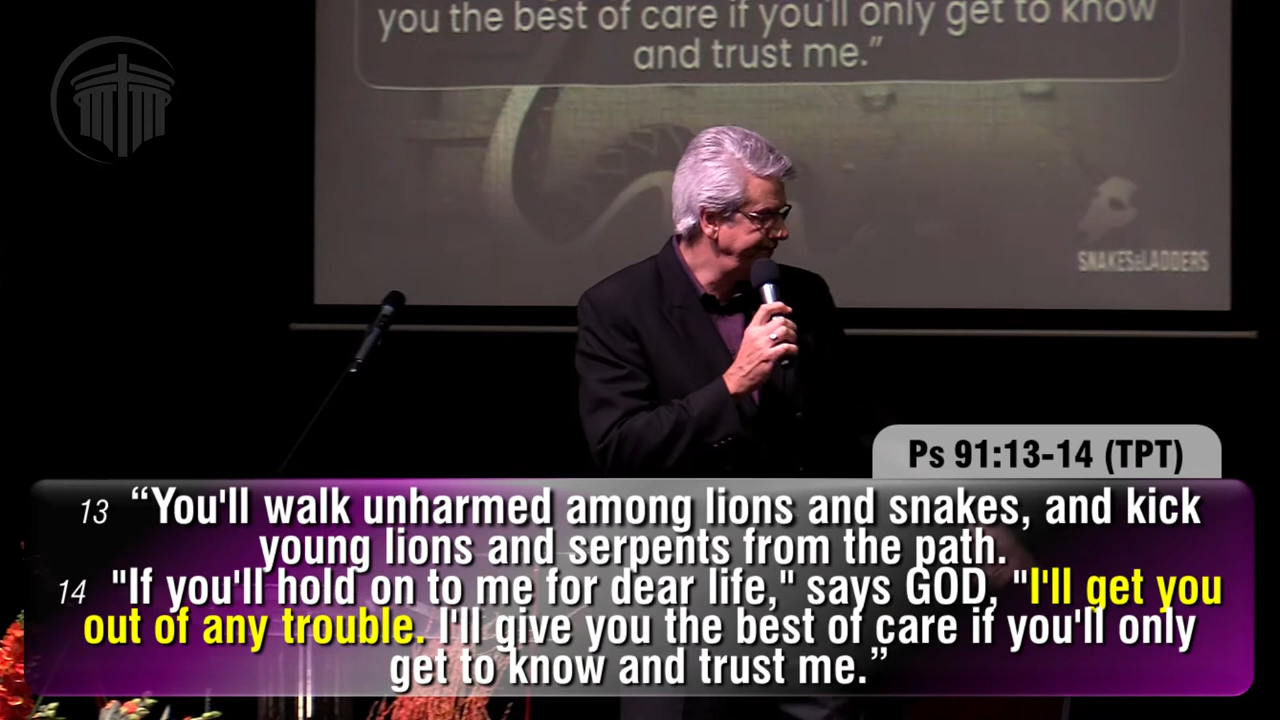 you the best of care if you'll only get to know
and trust me.”
SNAKES&LADDERS
Ps 91:13-14 (TPT)
13 “You'll walk unharmed among lions and snakes, and kick
young lions and serpents from the path.
14 "If you'll hold on to me for dear life," says GOD, "I'll get you
out of any trouble. I'll give you the best of care if you'll only
get to know and trust me.”